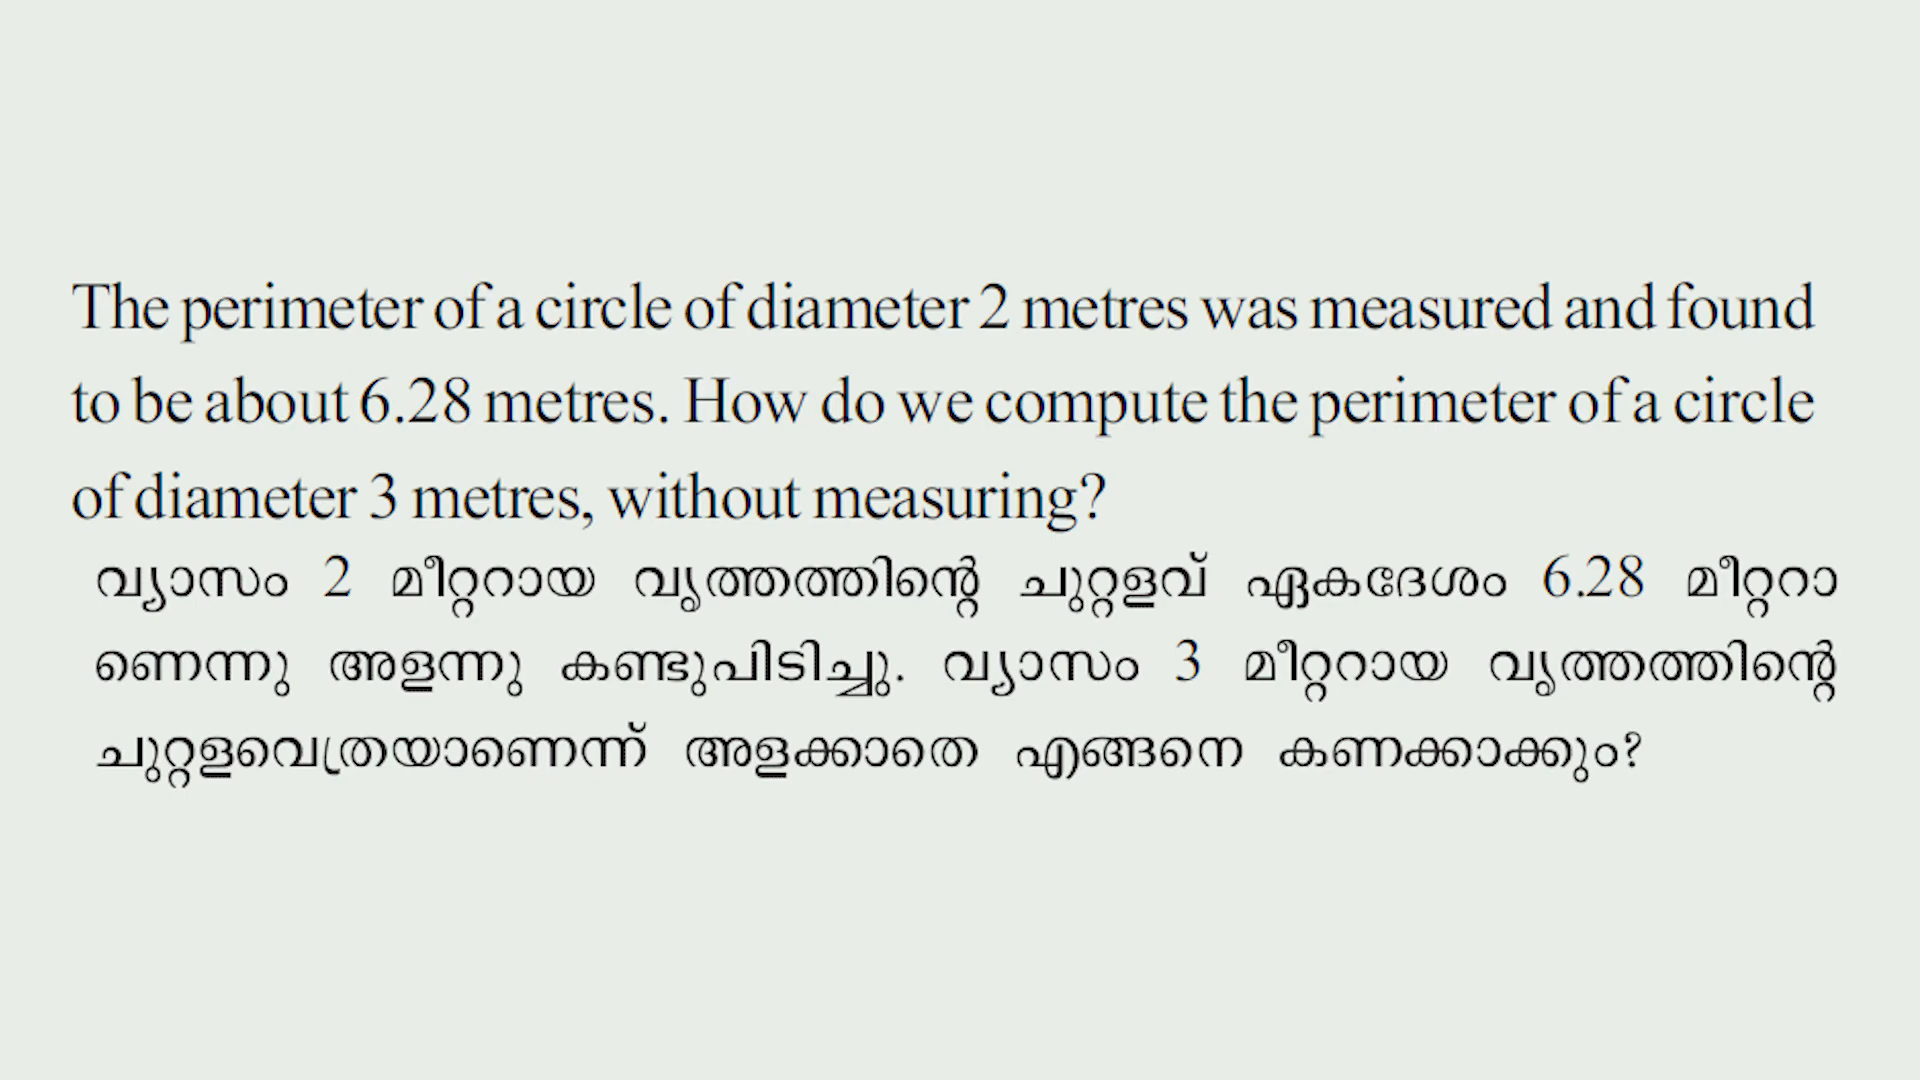 The perimeter of a circle of diameter 2 metres was measured and found
to be about 6.28 metres. How do we compute the perimeter of a circle
of diameter 3 metres, without measuring?
വ്യാസം 2 മീറ്ററായ വൃത്തത്തിന്റെ ചുറ്റളവ് ഏകദേശം 6.28 മീറ്ററാ
ണെന്നു അളന്നു കണ്ടുപിടിച്ചു. വ്യാസം 3 മീറ്ററായ വൃത്തത്തിന്റെ
ചുറ്റളവെത്രയാണെന്ന് അളക്കാതെ എങ്ങനെ കണക്കാക്കും?